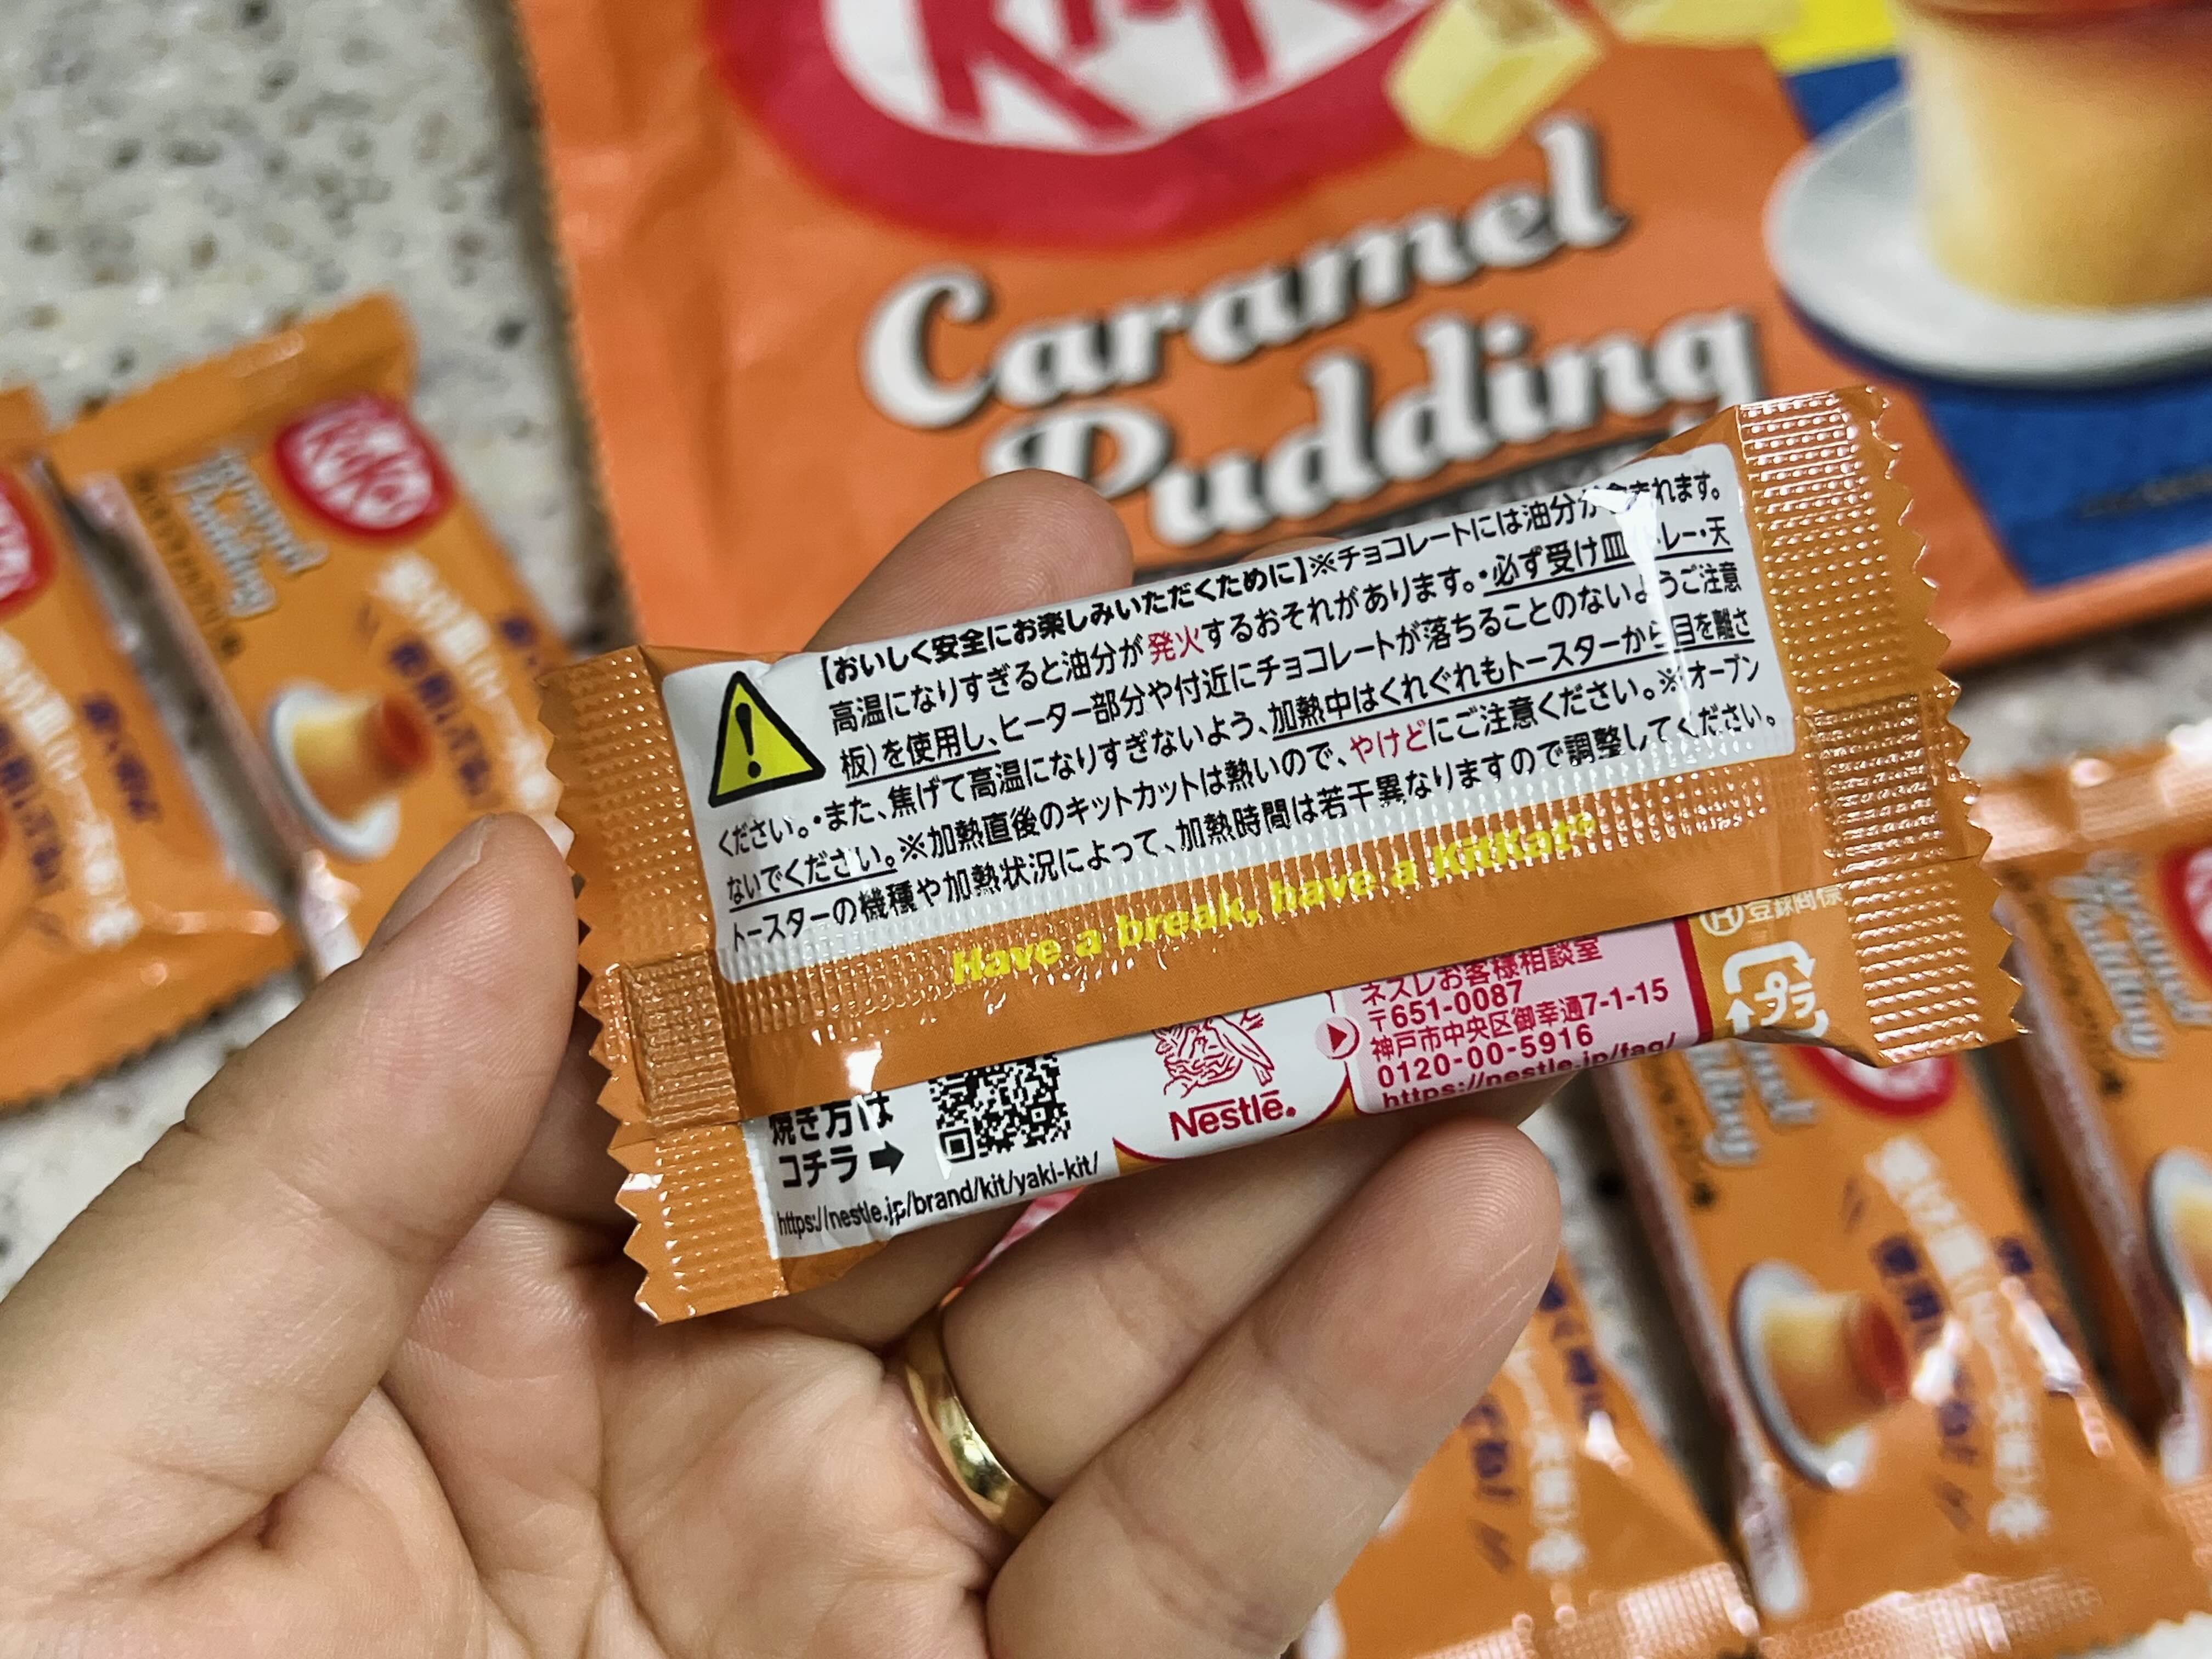 KitKat
Caramel
Pudding
【おいしく安全にお楽しみいただくために】※チョコレートには油分が含まれます。
高温になりすぎると油分が発火するおそれがあります。・必ず受け皿 レー・天
板)を使用し、ヒーター部分や付近にチョコレートが落ちることのないようご注意
ください。・また、焦げて高温になりすぎないよう、加熱中はくれぐれもトースターから目を離さ
ないでください。※加熱直後のキットカットは熱いので、やけどにご注意ください。※オーブン
トースターの機種や加熱状況によって、加熱時間は若干異なりますので調整してください。
Have a break, have a KitKat®
Ⓡ登録商標
焼き方は
コチラ➡
https://nestle.jp/brand/kit/yaki-kit/
Nestlé.
ネスレお客様相談室
〒651-0087
神戸市中央区御幸通7-1-15
0120-00-5916
https://nestle.jp/faq/
プラ
KitKat
Caramel
Pudding